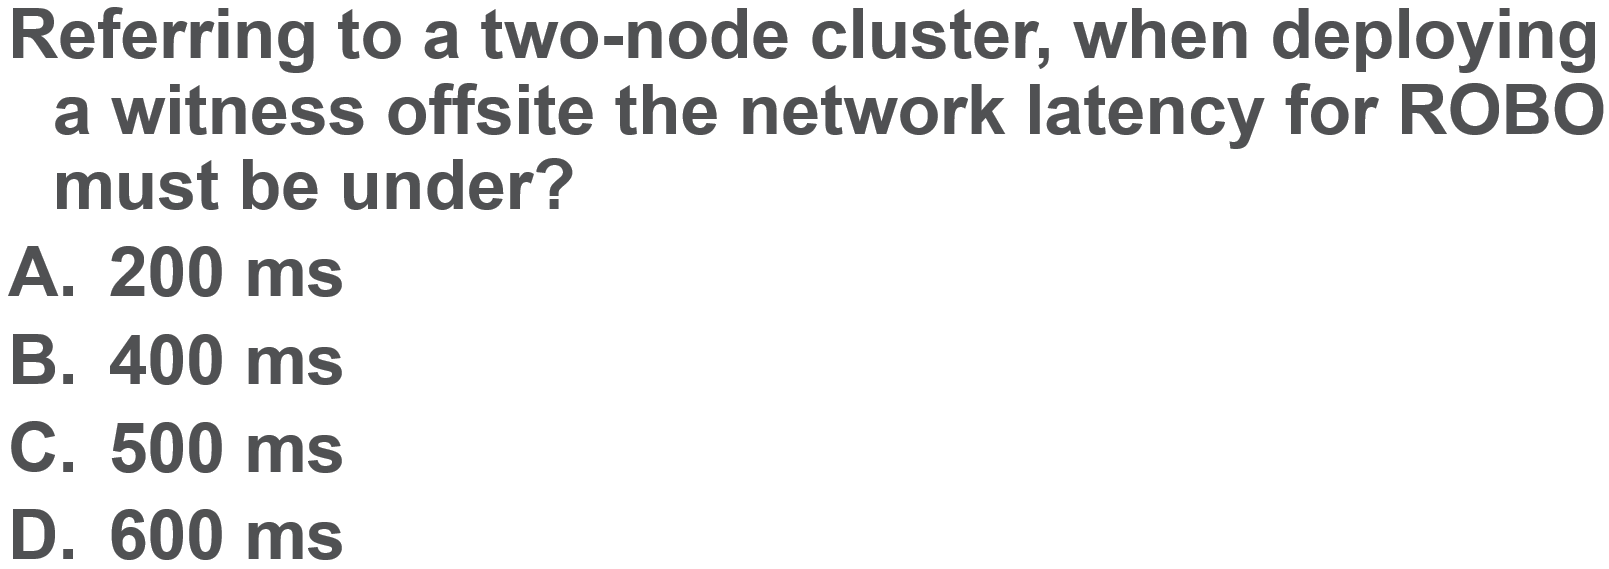 Referring to a two-node cluster, when deploying
a witness offsite the network latency for ROBO
must be under?
A. 200 ms
B. 400 ms
C. 500 ms
D. 600 ms